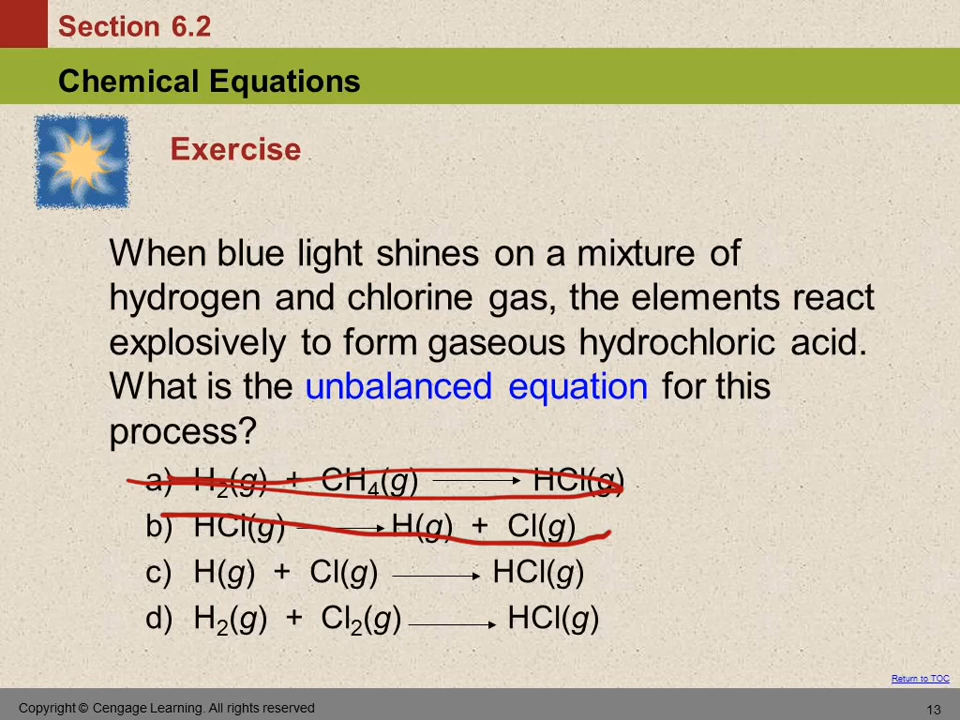 Section 6.2
Chemical Equations
Exercise
When blue light shines on a mixture of
hydrogen and chlorine gas, the elements react
explosively to form gaseous hydrochloric acid.
What is the unbalanced equation for this
process?
a) H₂(g) + CH₄(g) ⟶ HCl(g)
b) HCl(g) ⟶ H(g) + Cl(g)
c) H(g) + Cl(g) ⟶ HCl(g)
d) H₂(g) + Cl₂(g) ⟶ HCl(g)
Return to TOC
Copyright © Cengage Learning. All rights reserved 13